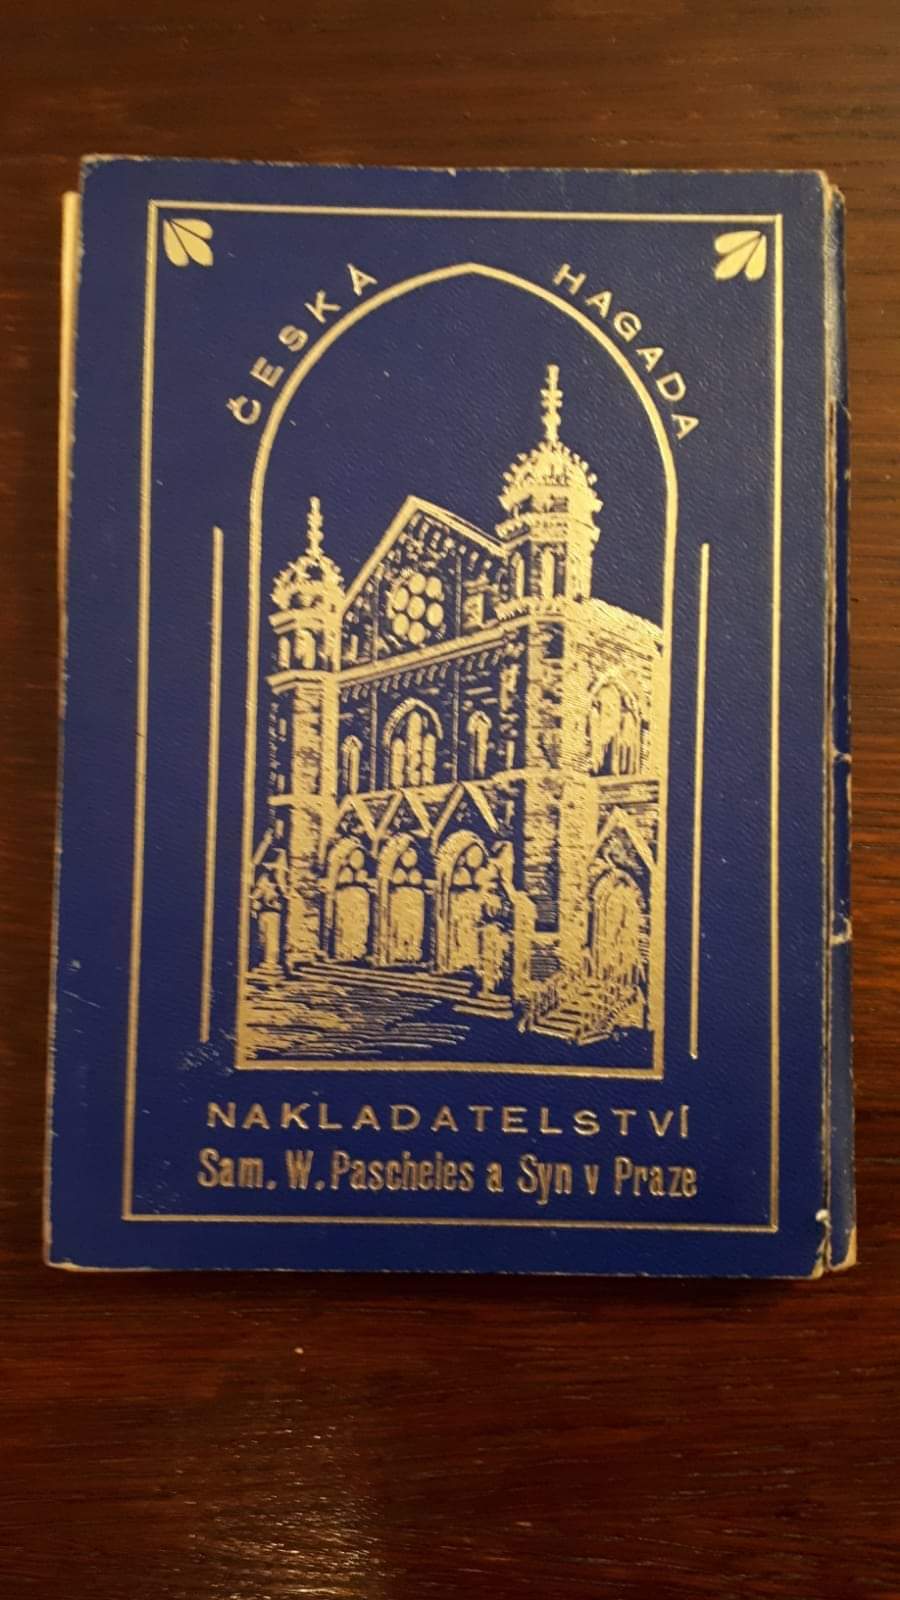 ČESKÁ HAGADA
NAKLADATELSTVÍ
Sam. W. Pascheles a Syn v Praze